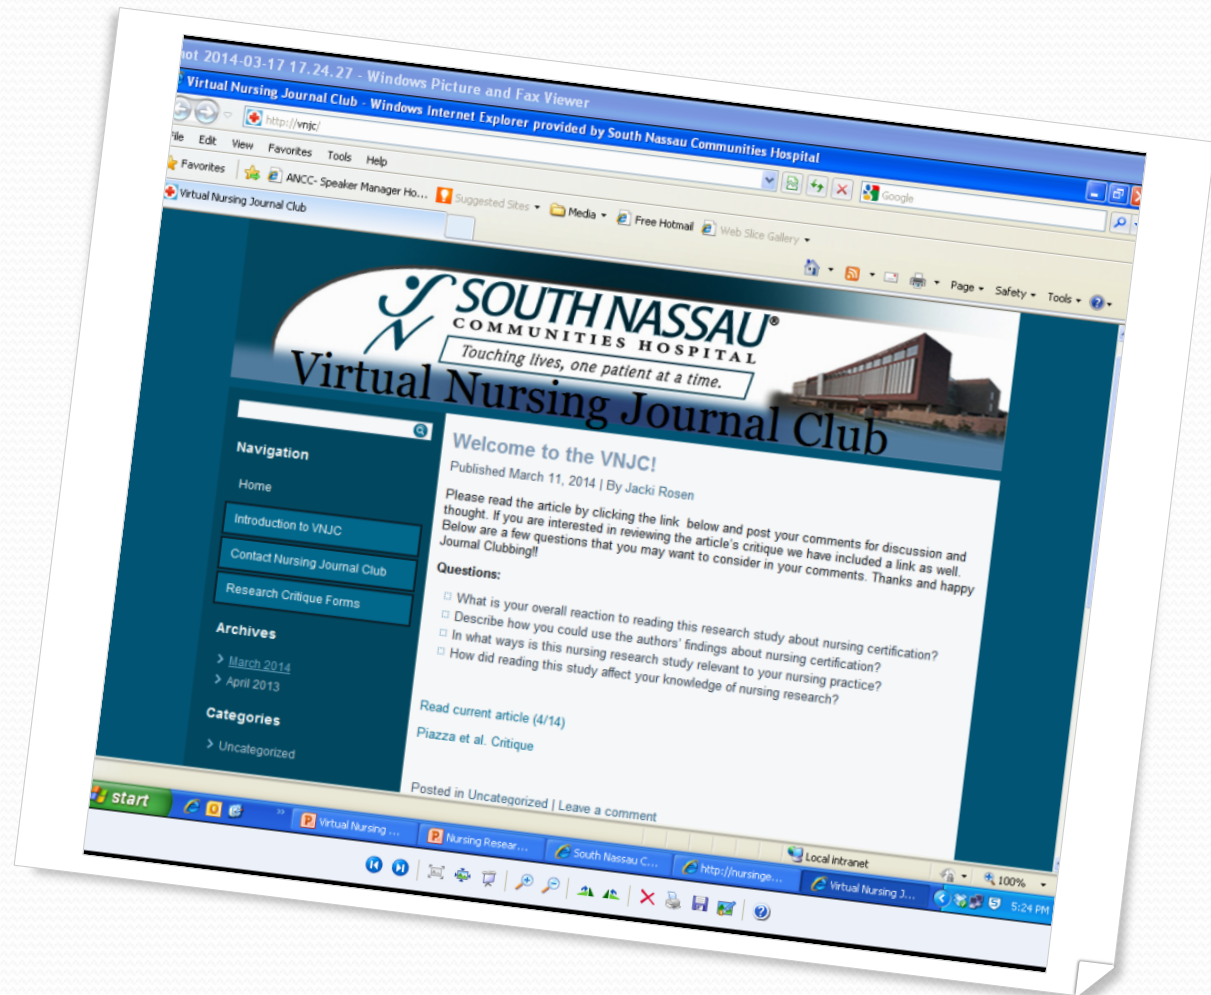 not 2014-03-17 17.24.27 - Windows Picture and Fax Viewer
Virtual Nursing Journal Club - Windows Internet Explorer provided by South Nassau Communities Hospital
http://vnjc/
Google
File Edit View Favorites Tools Help
Favorites ANCC- Speaker Manager Ho... Suggested Sites Media Free Hotmail Web Slice Gallery
Virtual Nursing Journal Club
Page Safety Tools
SOUTH NASSAU®
COMMUNITIES HOSPITAL
Touching lives, one patient at a time.
Virtual Nursing Journal Club
Navigation
Home
Introduction to VNJC
Contact Nursing Journal Club
Research Critique Forms
Archives
March 2014
April 2013
Categories
Uncategorized
Welcome to the VNJC!
Published March 11, 2014 | By Jacki Rosen
Please read the article by clicking the link below and post your comments for discussion and
thought. If you are interested in reviewing the article's critique we have included a link as well.
Below are a few questions that you may want to consider in your comments. Thanks and happy
Journal Clubbing!!
Questions:
What is your overall reaction to reading this research study about nursing certification?
Describe how you could use the authors' findings about nursing certification?
In what ways is this nursing research study relevant to your nursing practice?
How did reading this study affect your knowledge of nursing research?
Read current article (4/14)
Piazza et al. Critique
Posted in Uncategorized | Leave a comment
Local intranet
100%
start
Virtual Nursing ...
Nursing Resear...
South Nassau C...
http://nursinge...
Virtual Nursing J...
5:24 PM